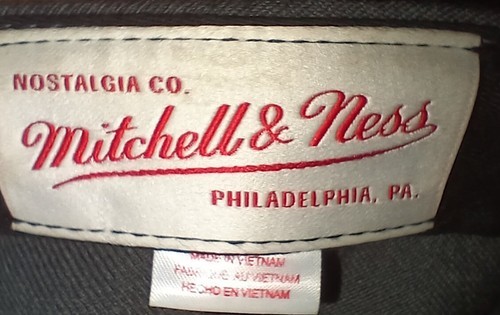 NOSTALGIA CO.
Mitchell & Ness
PHILADELPHIA, PA.
MADE IN VIETNAM
FABRIQUE AU VIETNAM
HECHO EN VIETNAM